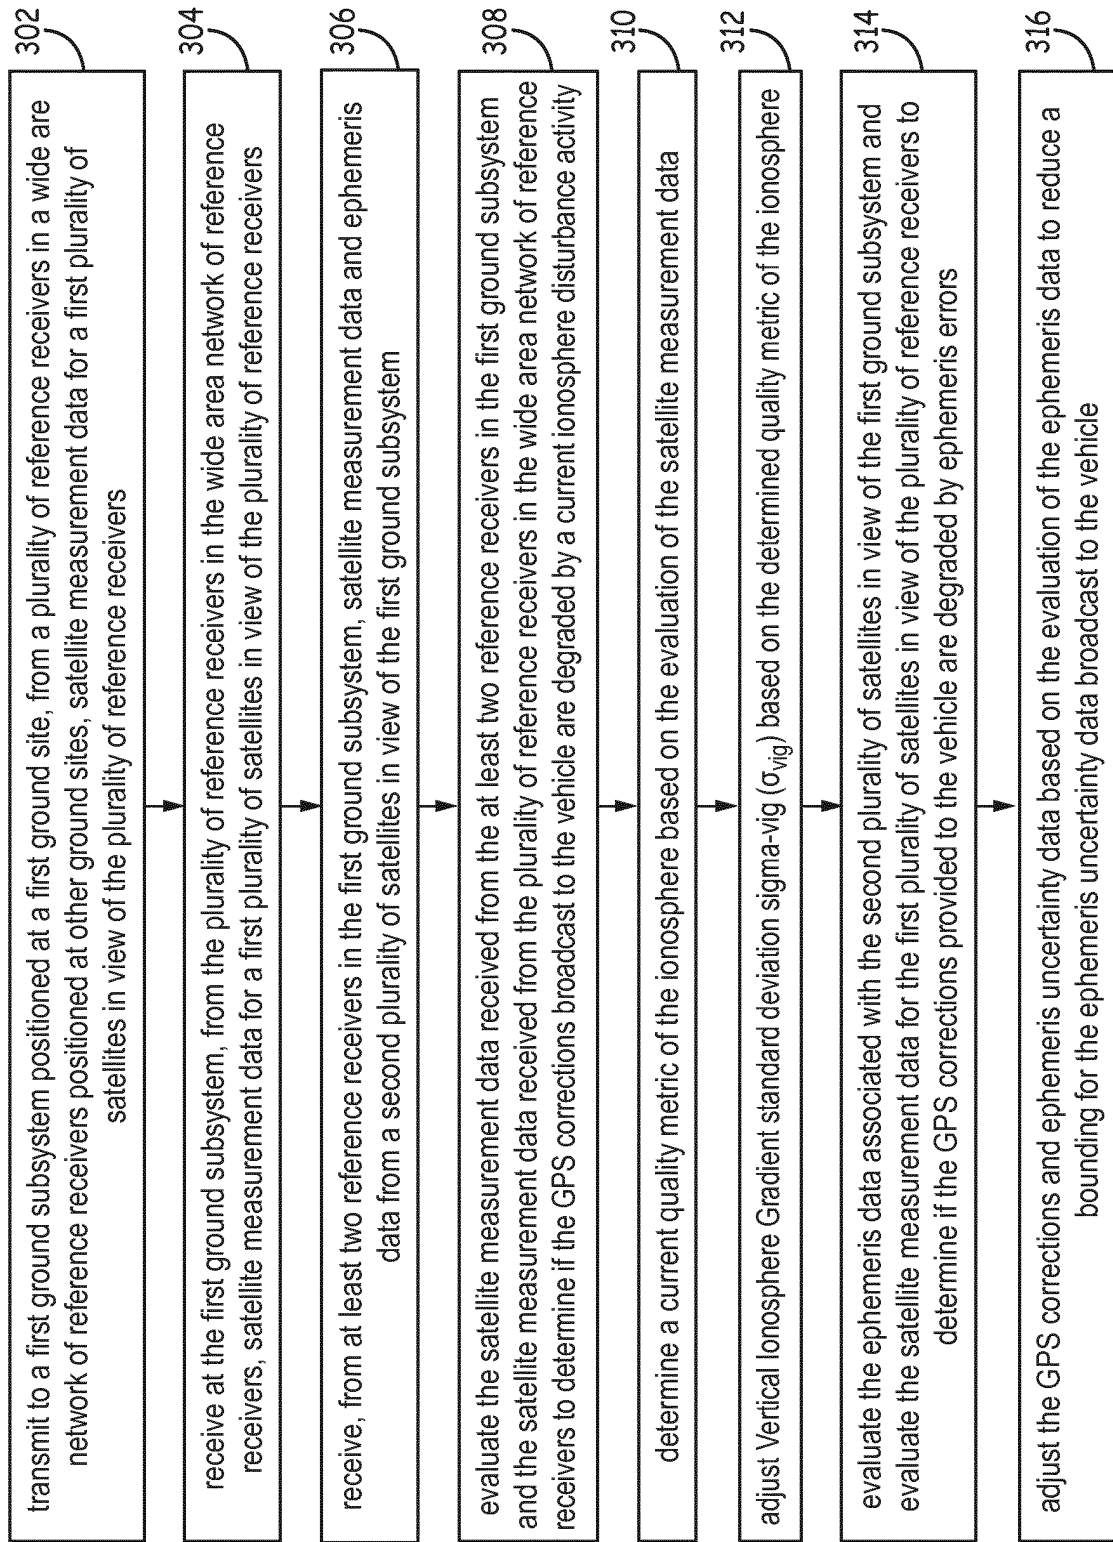 302
transmit to a first ground subsystem positioned at a first ground site, from a plurality of reference receivers in a wide are
network of reference receivers positioned at other ground sites, satellite measurement data for a first plurality of
satellites in view of the plurality of reference receivers
304
receive at the first ground subsystem, from the plurality of reference receivers in the wide area network of reference
receivers, satellite measurement data for a first plurality of satellites in view of the plurality of reference receivers
306
receive, from at least two reference receivers in the first ground subsystem, satellite measurement data and ephemeris
data from a second plurality of satellites in view of the first ground subsystem
308
evaluate the satellite measurement data received from the at least two reference receivers in the first ground subsystem
and the satellite measurement data received from the plurality of reference receivers in the wide area network of reference
receivers to determine if the GPS corrections broadcast to the vehicle are degraded by a current ionosphere disturbance activity
310
determine a current quality metric of the ionosphere based on the evaluation of the satellite measurement data
312
adjust Vertical Ionosphere Gradient standard deviation sigma-vig (σvig) based on the determined quality metric of the ionosphere
314
evaluate the ephemeris data associated with the second plurality of satellites in view of the first ground subsystem and
evaluate the satellite measurement data for the first plurality of satellites in view of the plurality of reference receivers to
determine if the GPS corrections provided to the vehicle are degraded by ephemeris errors
316
adjust the GPS corrections and ephemeris uncertainty data based on the evaluation of the ephemeris data to reduce a
bounding for the ephemeris uncertainty data broadcast to the vehicle